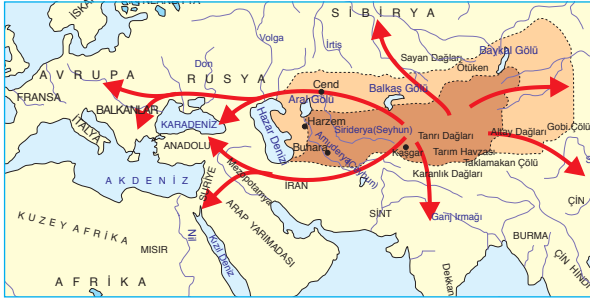 İSKA
SİBİRYA
Volga
İrtiş
Sayan Dağları
Baykal Gölü
Don
AVRUPA
RUSYA
Ötüken
FRANSA
Cend
Balkaş Gölü
Aral Gölü
BALKANLAR
İTALYA
KARADENİZ
Harzem
Siriderya(Seyhun)
Tanrı Dağları
Altay Dağları
Gobi Çölü
ANADOLU
Hazar Denizi
Buhara
Amuderya(Ceyhun)
Kaşgar
Tarım Havzası
Taklamakan Çölü
Karanlık Dağları
AKDENİZ
SURİYE
Mezopotamya
İRAN
ÇİN
KUZEY AFRİKA
SİNT
Ganj Irmağı
MISIR
Nil
Kızıl Deniz
ARAP YARIMADASI
BURMA
ÇİN HİNDİ
Dekkan
AFRİKA